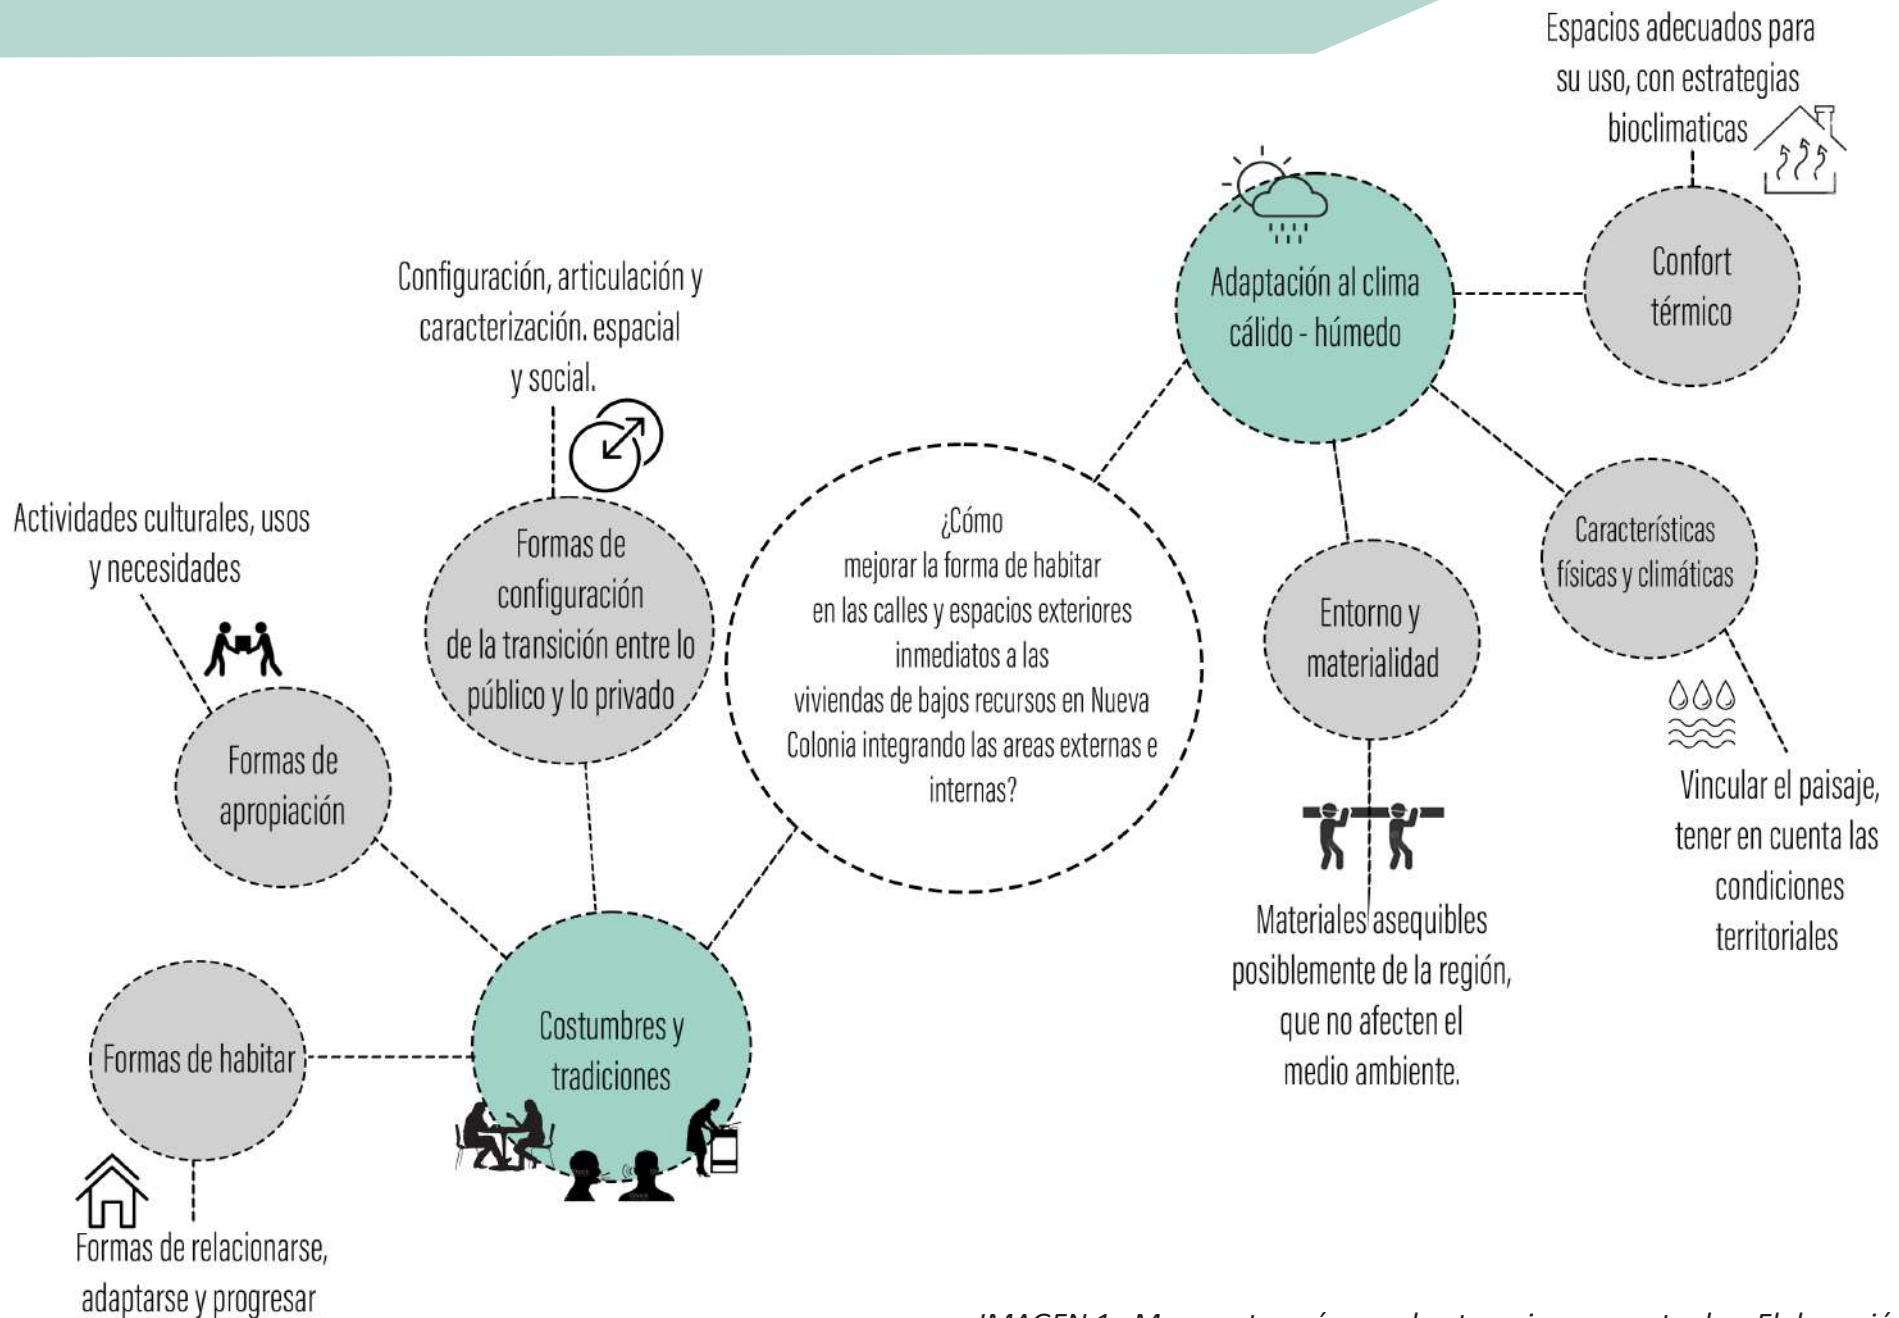 Espacios adecuados para
su uso, con estrategias
bioclimaticas
Confort
térmico
Adaptación al clima
cálido - húmedo
Características
físicas y climáticas
Vincular el paisaje,
tener en cuenta las
condiciones
territoriales
Entorno y
materialidad
Materiales asequibles
posiblemente de la región,
que no afecten el
medio ambiente.
¿Cómo
mejorar la forma de habitar
en las calles y espacios exteriores
inmediatos a las
viviendas de bajos recursos en Nueva
Colonia integrando las areas externas e
internas?
Configuración, articulación y
caracterización. espacial
y social.
Formas de
configuración
de la transición entre lo
público y lo privado
Actividades culturales, usos
y necesidades
Formas de
apropiación
Costumbres y
tradiciones
Formas de habitar
Formas de relacionarse,
adaptarse y progresar